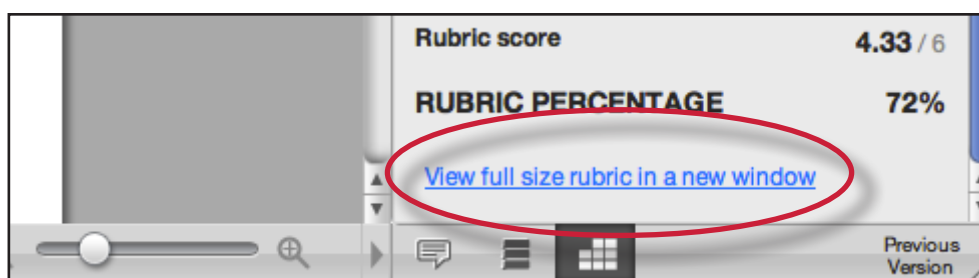 Rubric score 4.33 / 6
RUBRIC PERCENTAGE 72%
View full size rubric in a new window
Previous
Version